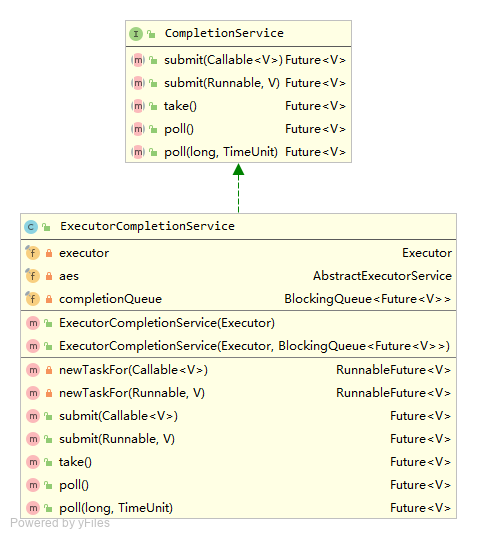 I CompletionService
m submit(Callable<V>) Future<V>
m submit(Runnable, V) Future<V>
m take() Future<V>
m poll() Future<V>
m poll(long, TimeUnit) Future<V>
C ExecutorCompletionService
f executor Executor
f aes AbstractExecutorService
f completionQueue BlockingQueue<Future<V>>
m ExecutorCompletionService(Executor)
m ExecutorCompletionService(Executor, BlockingQueue<Future<V>>)
m newTaskFor(Callable<V>) RunnableFuture<V>
m newTaskFor(Runnable, V) RunnableFuture<V>
m submit(Callable<V>) Future<V>
m submit(Runnable, V) Future<V>
m take() Future<V>
m poll() Future<V>
m poll(long, TimeUnit) Future<V>
Powered by yFiles